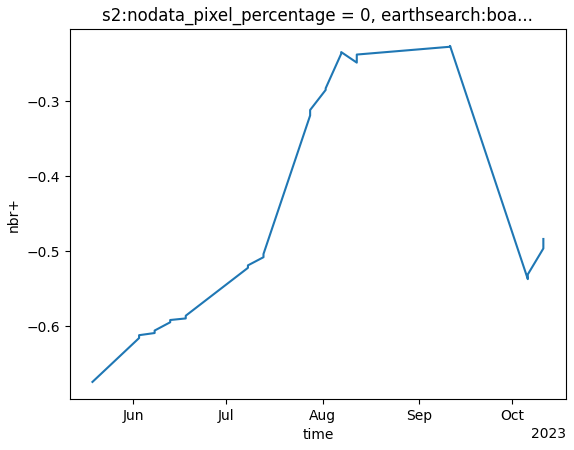 s2:nodata_pixel_percentage = 0, earthsearch:boa...
−0.3
−0.4
−0.5
−0.6
nbr+
Jun Jul Aug Sep Oct
time
2023